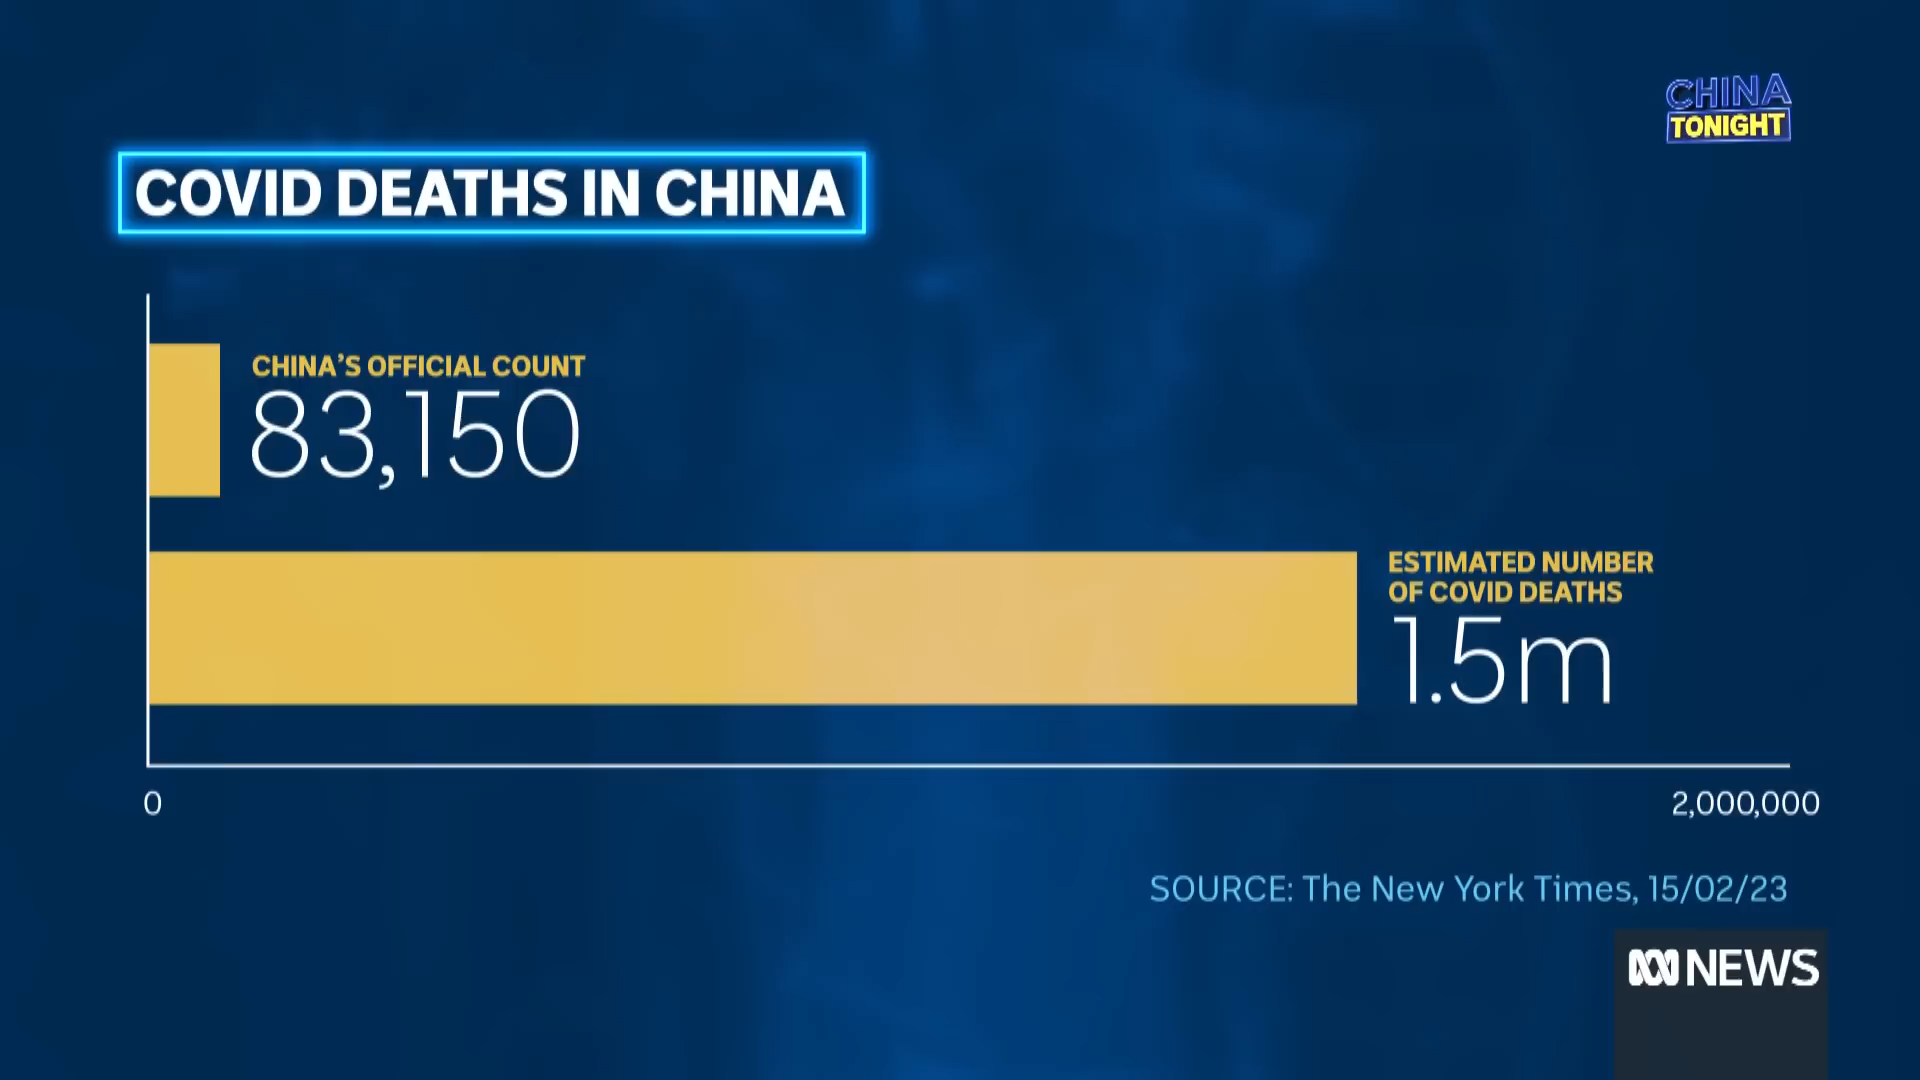 CHINA
TONIGHT
COVID DEATHS IN CHINA
CHINA’S OFFICIAL COUNT
83,150
ESTIMATED NUMBER
OF COVID DEATHS
1.5m
0
2,000,000
SOURCE: The New York Times, 15/02/23
NEWS